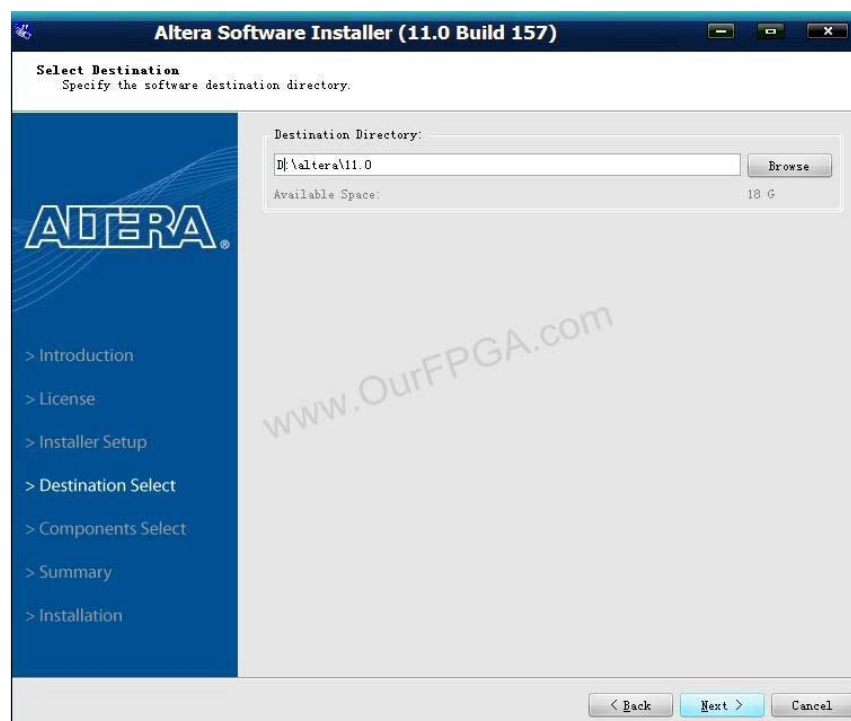 Altera Software Installer (11.0 Build 157)
Select Destination
Specify the software destination directory.
Destination Directory:
D:\altera\11.0
Browse
Available Space:
18 G
ALTERA®
www.OurFPGA.com
> Introduction
> License
> Installer Setup
> Destination Select
> Components Select
> Summary
> Installation
< Back
Next >
Cancel